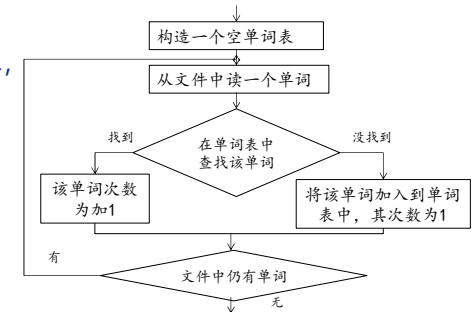 构造一个空单词表
从文件中读一个单词
找到
在单词表中
查找该单词
没找到
该单词次数
为加1
将该单词加入到单词
表中，其次数为1
有
文件中仍有单词
无